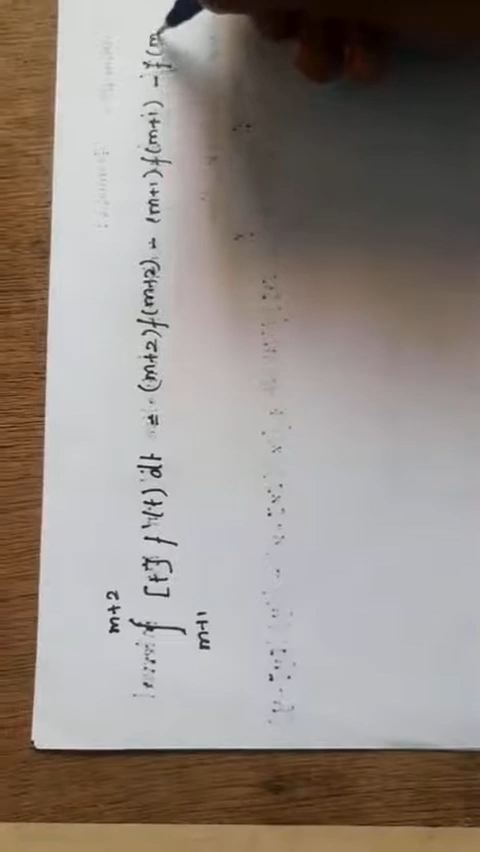 ∫_{m+1}^{m+2} [t] f'(t) dt = (m+2) f(m+2) - (m+1) f(m+1) - f(m